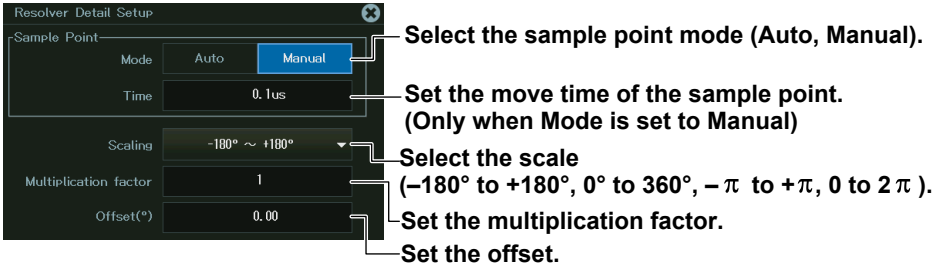 Resolver Detail Setup
Sample Point
Mode Auto Manual
Select the sample point mode (Auto, Manual).
Time 0.1us
Set the move time of the sample point.
(Only when Mode is set to Manual)
Scaling -180° ～ +180°
Select the scale
(–180° to +180°, 0° to 360°, – π to +π, 0 to 2 π ).
Multiplication factor 1
Set the multiplication factor.
Offset(°) 0.00
Set the offset.